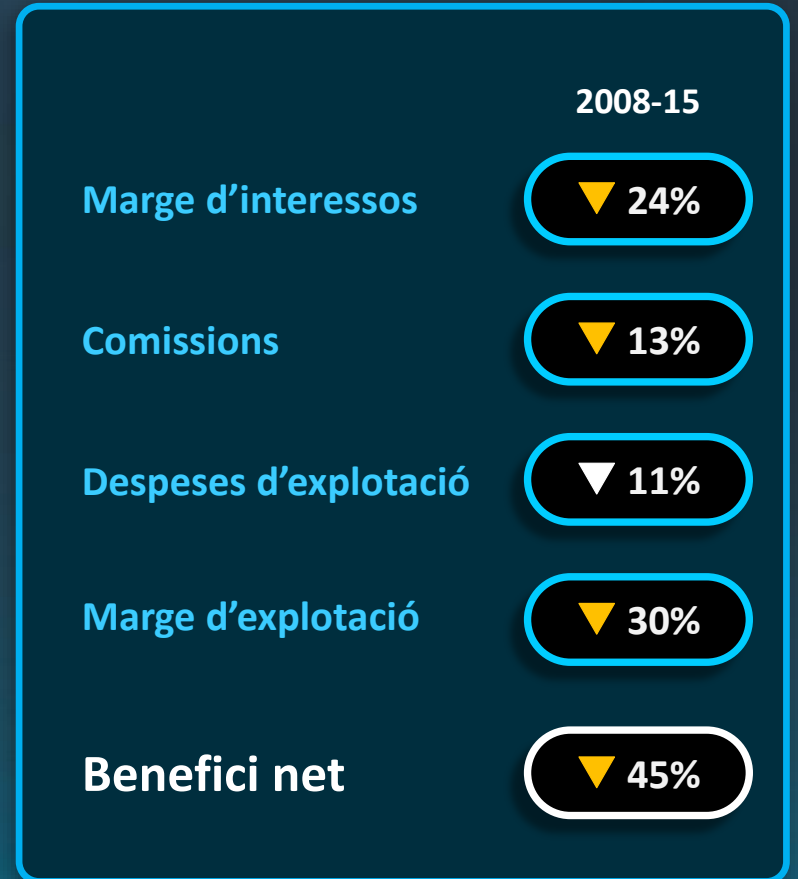 2008-15
Marge d’interessos ▼ 24%
Comissions ▼ 13%
Despeses d’explotació ▼ 11%
Marge d’explotació ▼ 30%
Benefici net ▼ 45%